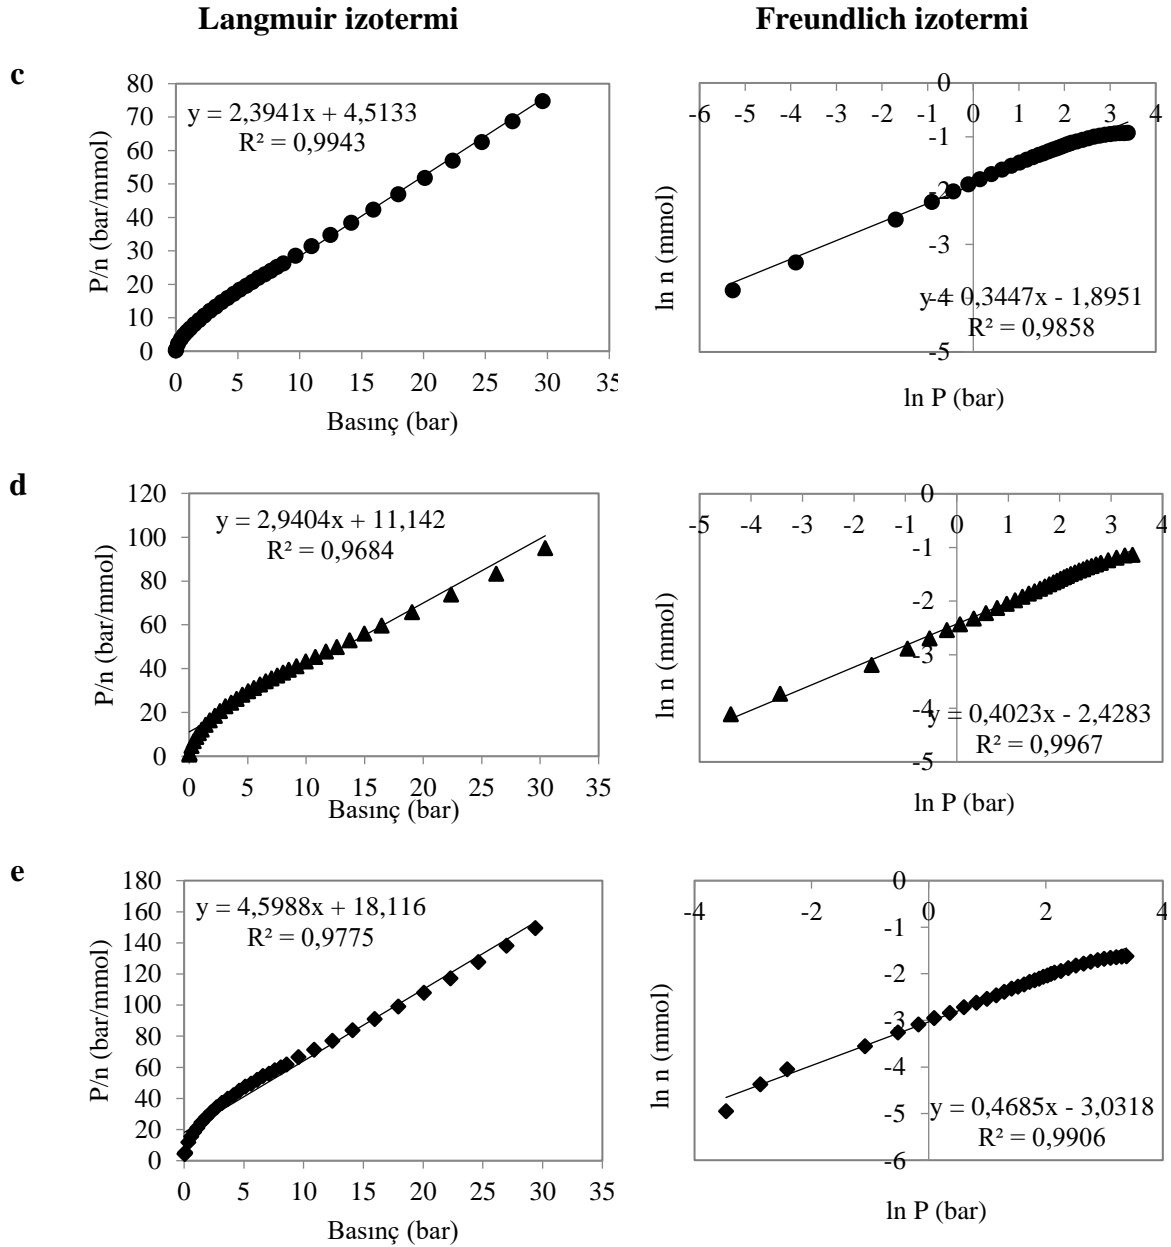 Langmuir izotermi
Freundlich izotermi
c
80
70
60
50
40
30
20
10
0
0 5 10 15 20 25 30 35
P/n (bar/mmol)
Basınç (bar)
y = 2,3941x + 4,5133
R² = 0,9943
0
-6 -5 -4 -3 -2 -1 0 1 2 3 4
-1
-2
-3
-4
-5
ln n (mmol)
ln P (bar)
y = 0,3447x - 1,8951
R² = 0,9858
d
120
100
80
60
40
20
0
0 5 10 15 20 25 30 35
P/n (bar/mmol)
Basınç (bar)
y = 2,9404x + 11,142
R² = 0,9684
0
-5 -4 -3 -2 -1 0 1 2 3 4
-1
-2
-3
-4
-5
ln n (mmol)
ln P (bar)
y = 0,4023x - 2,4283
R² = 0,9967
e
180
160
140
120
100
80
60
40
20
0
0 5 10 15 20 25 30 35
P/n (bar/mmol)
Basınç (bar)
y = 4,5988x + 18,116
R² = 0,9775
0
-4 -2 0 2 4
-1
-2
-3
-4
-5
-6
ln n (mmol)
ln P (bar)
y = 0,4685x - 3,0318
R² = 0,9906